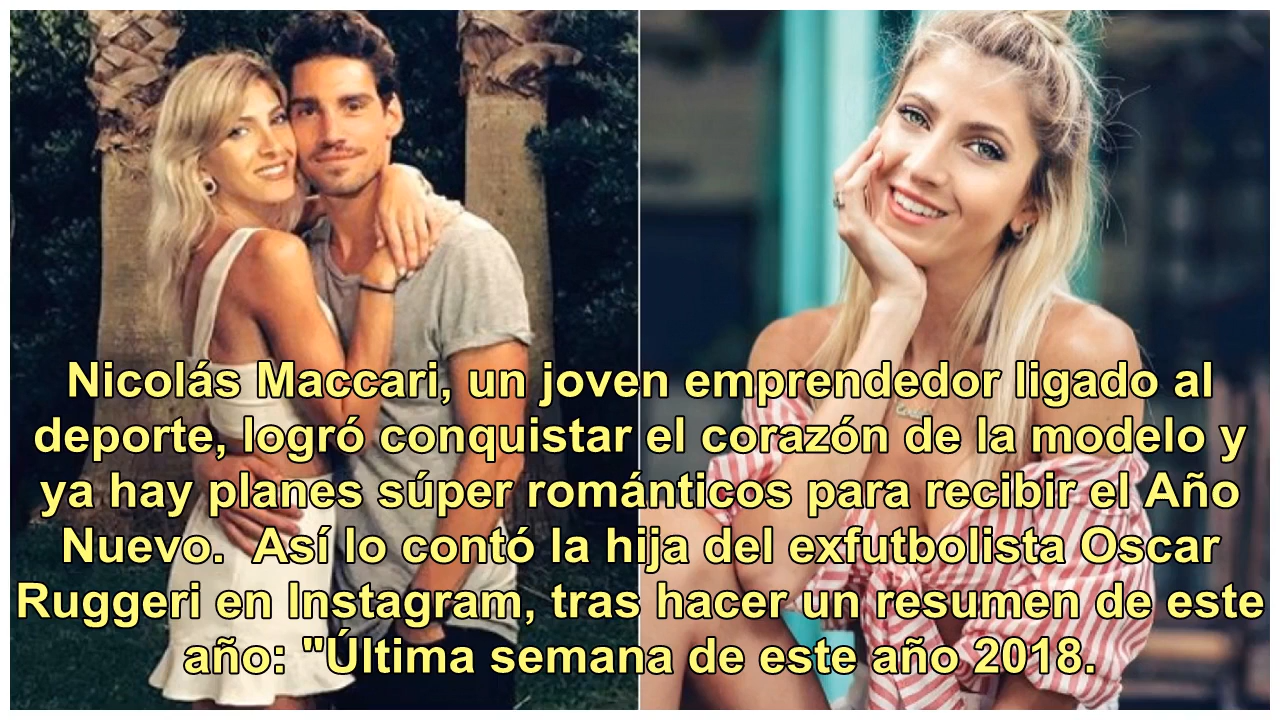 Nicolás Maccari, un joven emprendedor ligado al
deporte, logró conquistar el corazón de la modelo y
ya hay planes súper románticos para recibir el Año
Nuevo.  Así lo contó la hija del exfutbolista Oscar
Ruggeri en Instagram, tras hacer un resumen de este
año: "Última semana de este año 2018.